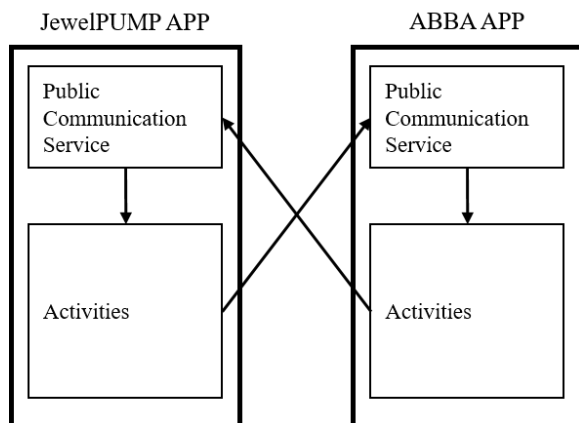 JewelPUMP APP
Public
Communication
Service
Activities
ABBA APP
Public
Communication
Service
Activities